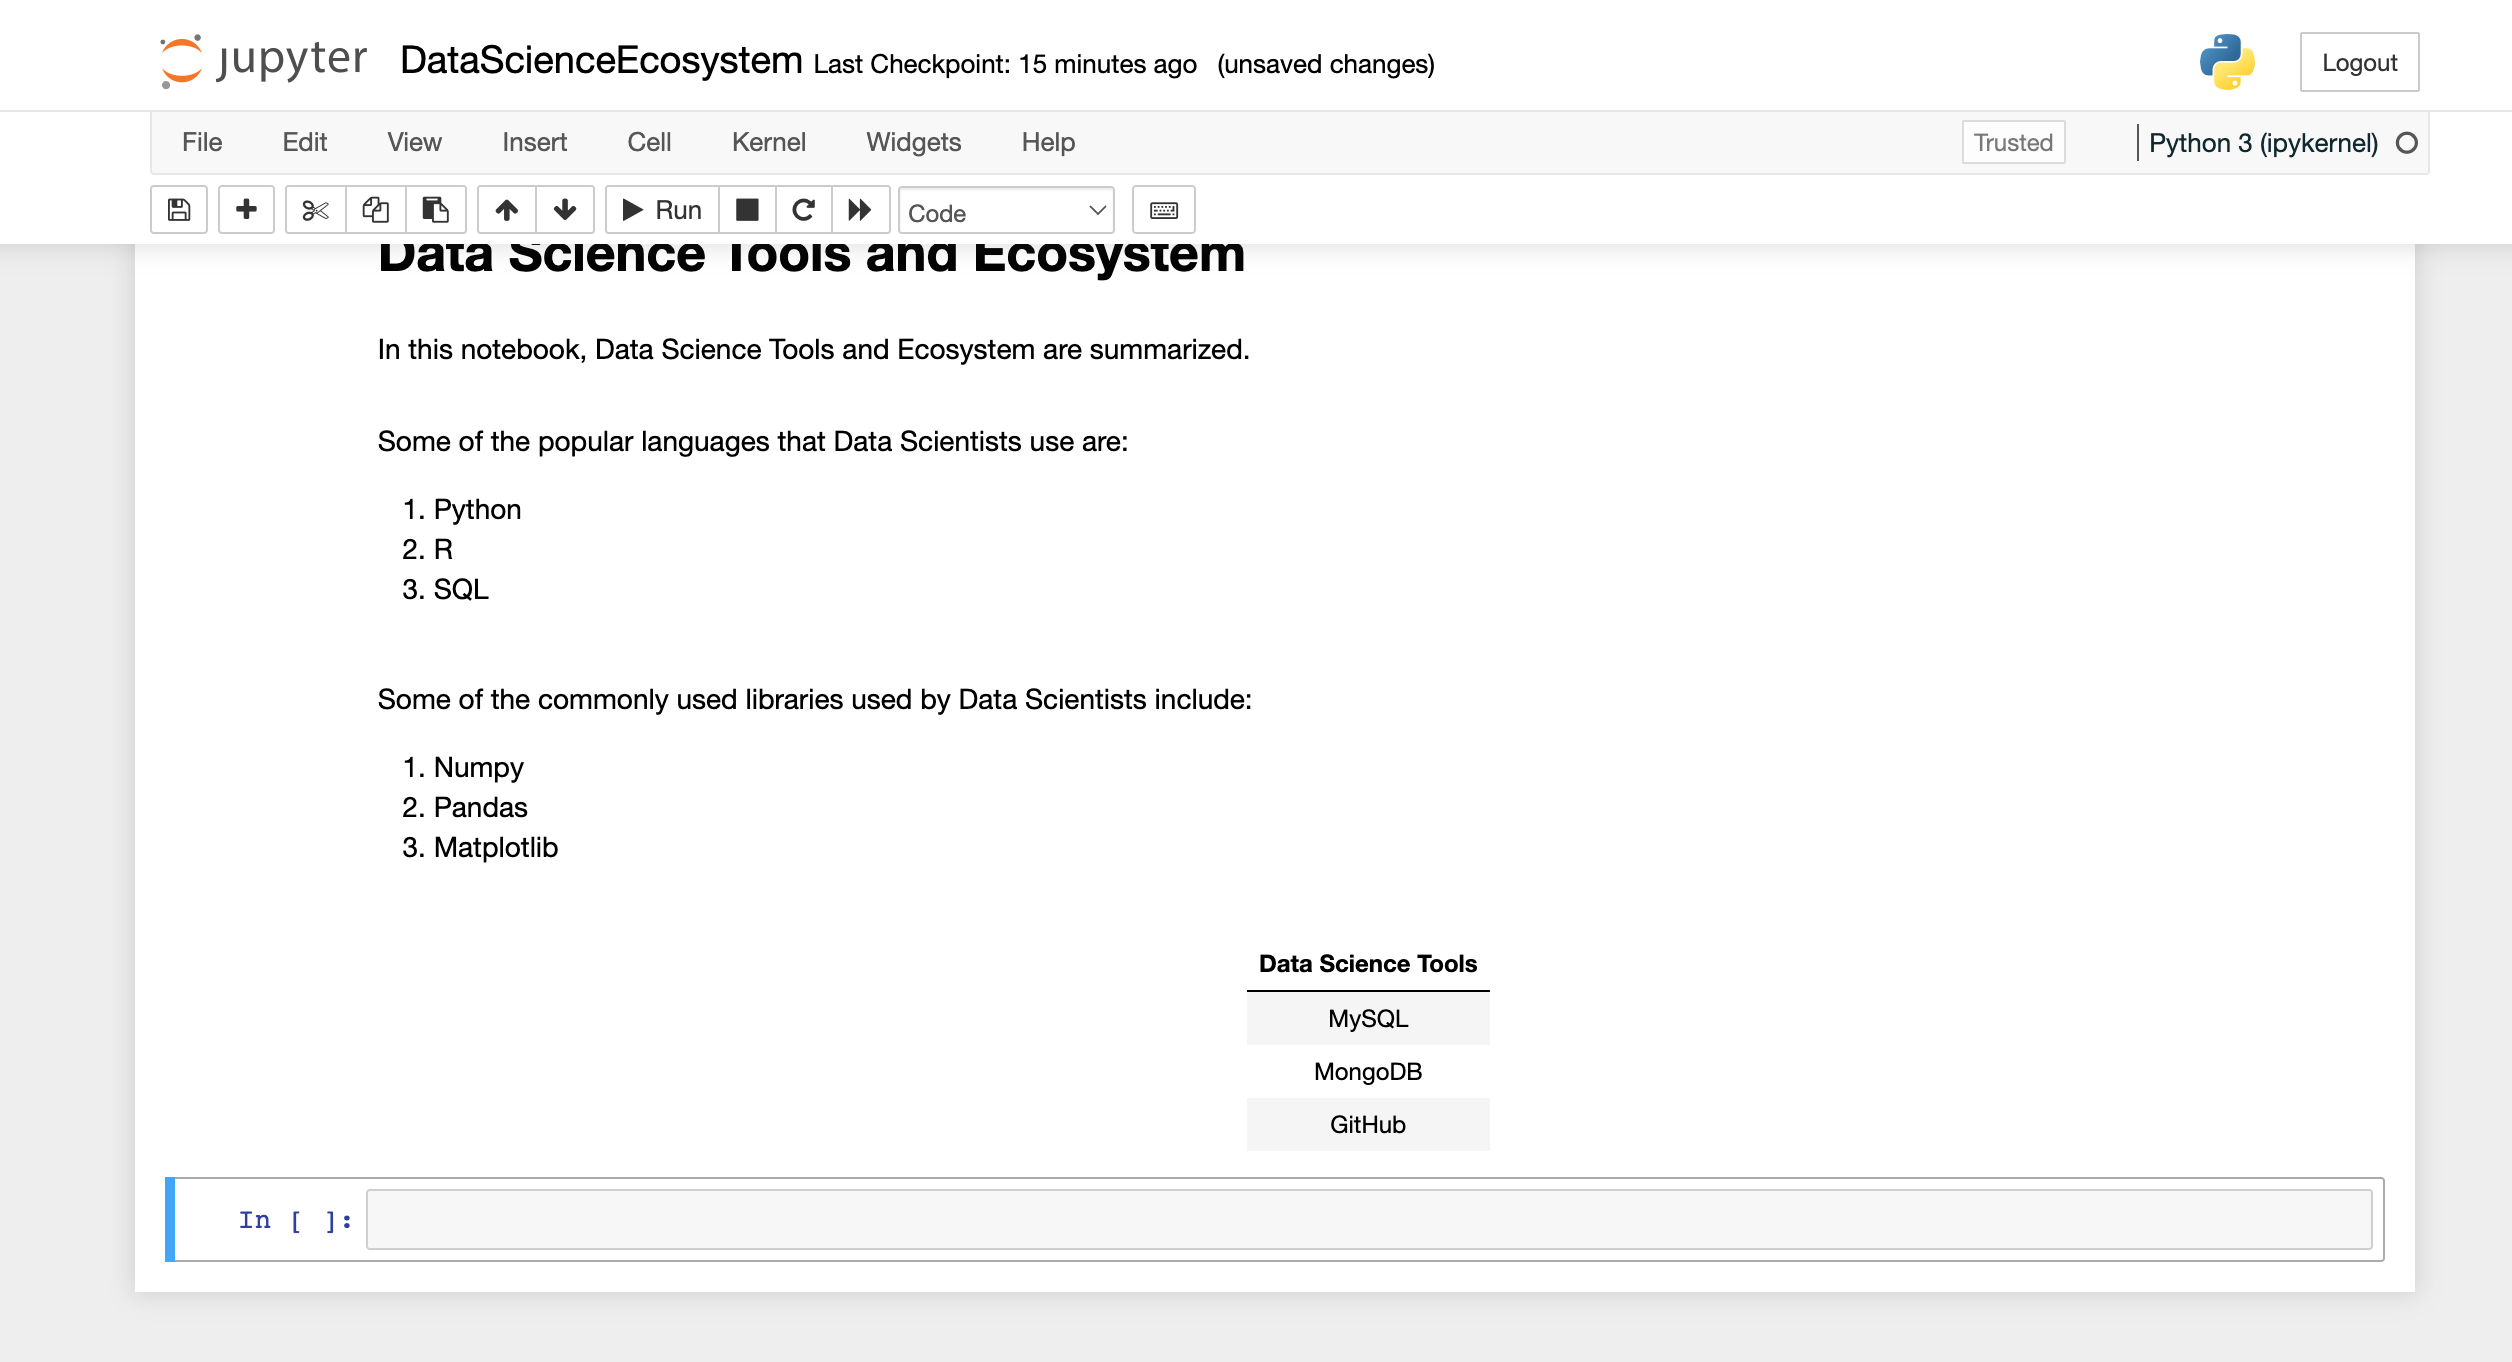 jupyter DataScienceEcosystem Last Checkpoint: 15 minutes ago (unsaved changes) Logout
File Edit View Insert Cell Kernel Widgets Help Trusted Python 3 (ipykernel)
Run Code
Data Science Tools and Ecosystem
In this notebook, Data Science Tools and Ecosystem are summarized.
Some of the popular languages that Data Scientists use are:
1. Python
2. R
3. SQL
Some of the commonly used libraries used by Data Scientists include:
1. Numpy
2. Pandas
3. Matplotlib
Data Science Tools
MySQL
MongoDB
GitHub
In [ ]: